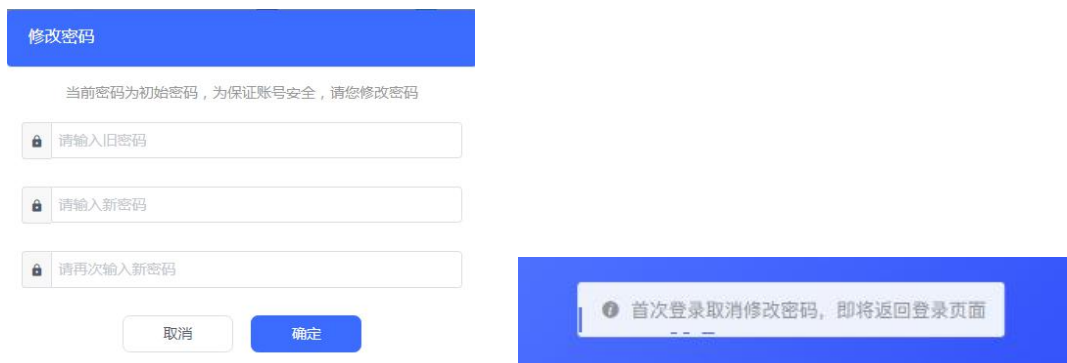 修改密码
当前密码为初始密码，为保证账号安全，请您修改密码
请输入旧密码
请输入新密码
请再次输入新密码
取消
确定
首次登录取消修改密码，即将返回登录页面